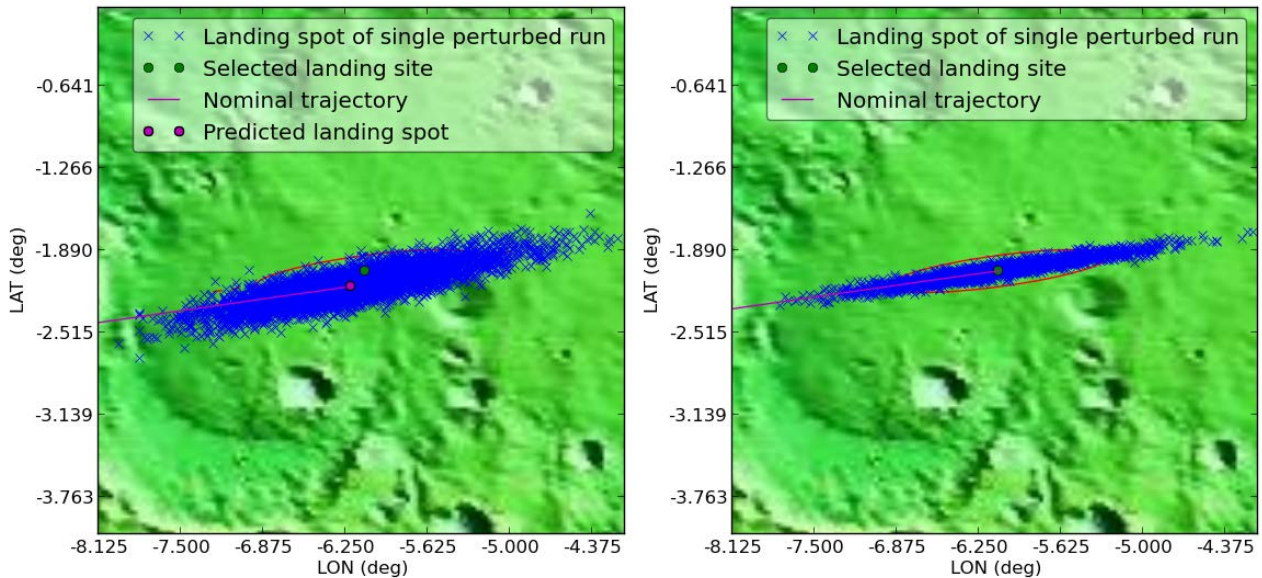 Landing spot of single perturbed run
Selected landing site
Nominal trajectory
Predicted landing spot
-0.641
-1.266
-1.890
-2.515
-3.139
-3.763
LAT (deg)
-8.125 -7.500 -6.875 -6.250 -5.625 -5.000 -4.375
LON (deg)
Landing spot of single perturbed run
Selected landing site
Nominal trajectory
-0.641
-1.266
-1.890
-2.515
-3.139
-3.763
LAT (deg)
-8.125 -7.500 -6.875 -6.250 -5.625 -5.000 -4.375
LON (deg)